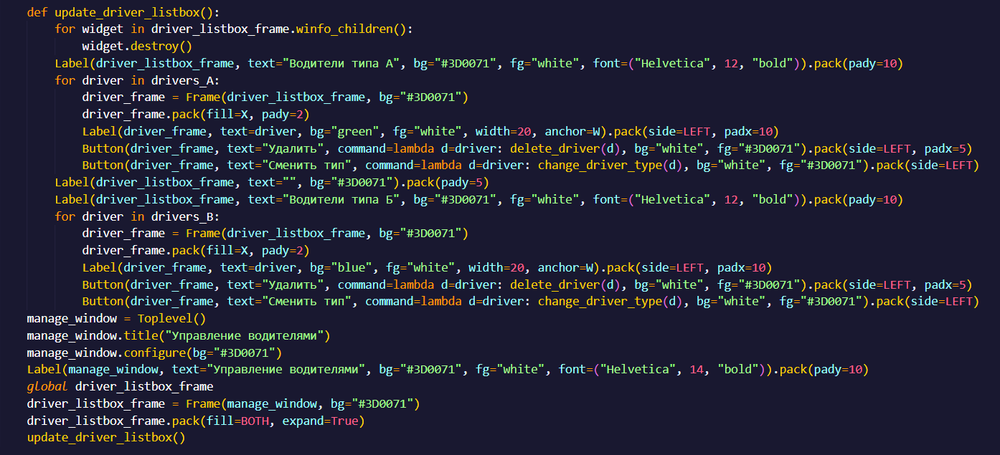 def update_driver_listbox():
for widget in driver_listbox_frame.winfo_children():
widget.destroy()
Label(driver_listbox_frame, text="Водители типа А", bg="#3D0071", fg="white", font=("Helvetica", 12, "bold")).pack(pady=10)
for driver in drivers_A:
driver_frame = Frame(driver_listbox_frame, bg="#3D0071")
driver_frame.pack(fill=X, pady=2)
Label(driver_frame, text=driver, bg="green", fg="white", width=20, anchor=W).pack(side=LEFT, padx=10)
Button(driver_frame, text="Удалить", command=lambda d=driver: delete_driver(d), bg="white", fg="#3D0071").pack(side=LEFT, padx=5)
Button(driver_frame, text="Сменить тип", command=lambda d=driver: change_driver_type(d), bg="white", fg="#3D0071").pack(side=LEFT)
Label(driver_listbox_frame, text="", bg="#3D0071").pack(pady=5)
Label(driver_listbox_frame, text="Водители типа Б", bg="#3D0071", fg="white", font=("Helvetica", 12, "bold")).pack(pady=10)
for driver in drivers_B:
driver_frame = Frame(driver_listbox_frame, bg="#3D0071")
driver_frame.pack(fill=X, pady=2)
Label(driver_frame, text=driver, bg="blue", fg="white", width=20, anchor=W).pack(side=LEFT, padx=10)
Button(driver_frame, text="Удалить", command=lambda d=driver: delete_driver(d), bg="white", fg="#3D0071").pack(side=LEFT, padx=5)
Button(driver_frame, text="Сменить тип", command=lambda d=driver: change_driver_type(d), bg="white", fg="#3D0071").pack(side=LEFT)
manage_window = Toplevel()
manage_window.title("Управление водителями")
manage_window.configure(bg="#3D0071")
Label(manage_window, text="Управление водителями", bg="#3D0071", fg="white", font=("Helvetica", 14, "bold")).pack(pady=10)
global driver_listbox_frame
driver_listbox_frame = Frame(manage_window, bg="#3D0071")
driver_listbox_frame.pack(fill=BOTH, expand=True)
update_driver_listbox()